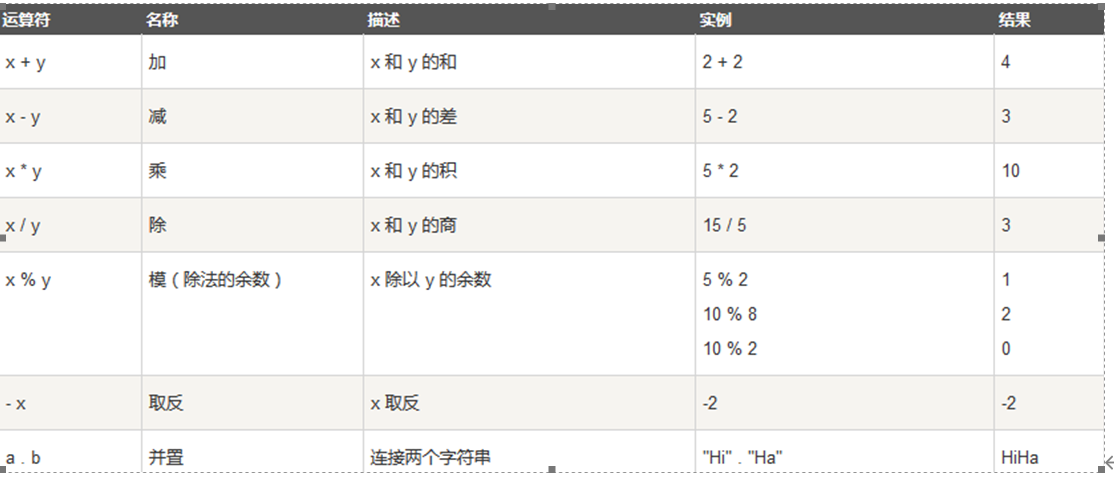 运算符 名称 描述 实例 结果
x + y 加 x 和 y 的和 2 + 2 4
x - y 减 x 和 y 的差 5 - 2 3
x * y 乘 x 和 y 的积 5 * 2 10
x / y 除 x 和 y 的商 15 / 5 3
x % y 模（除法的余数） x 除以 y 的余数 5 % 2 1
10 % 8 2
10 % 2 0
- x 取反 x 取反 -2 -2
a . b 并置 连接两个字符串 "Hi" . "Ha" HiHa